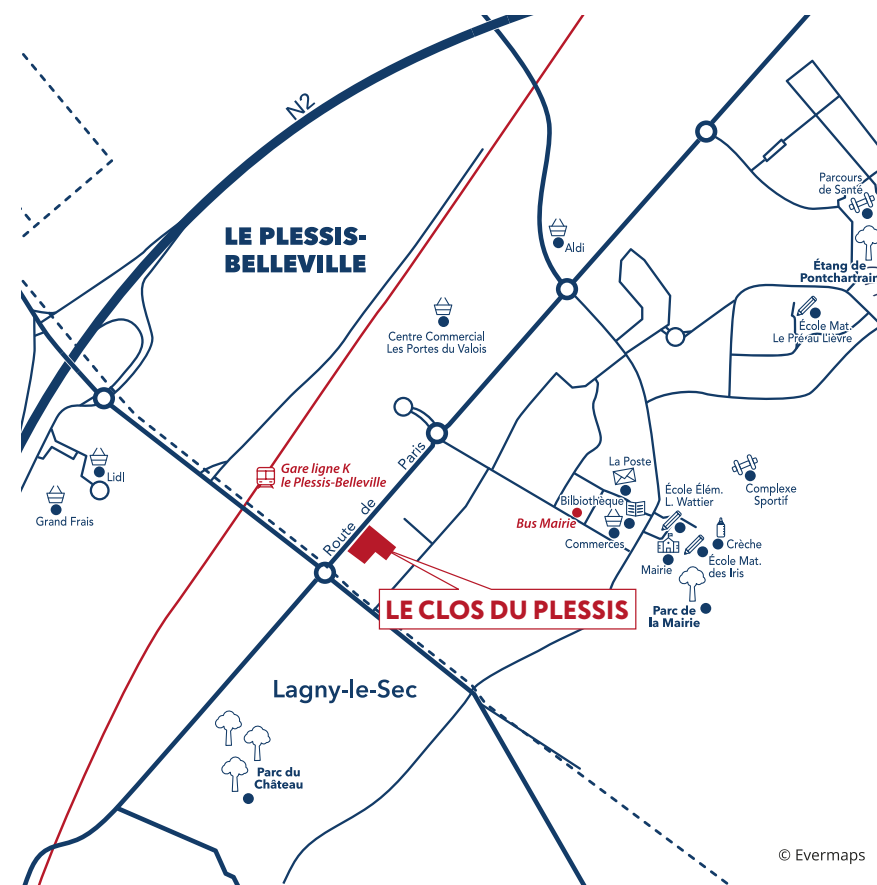 N2
LE PLESSIS-
BELLEVILLE
Parcours
de Santé
Aldi
Étang de
Pontchartrain
Centre Commercial
Les Portes du Valois
École Mat.
Le Pré au Lièvre
Gare ligne K
le Plessis-Belleville
Route de Paris
Lidl
Grand Frais
La Poste
Bilbiothèque
École Élém.
L. Wattier
Complexe
Sportif
Bus Mairie
Commerces
Crèche
Mairie
École Mat.
des Iris
LE CLOS DU PLESSIS
Parc de
la Mairie
Lagny-le-Sec
Parc du
Château
© Evermaps